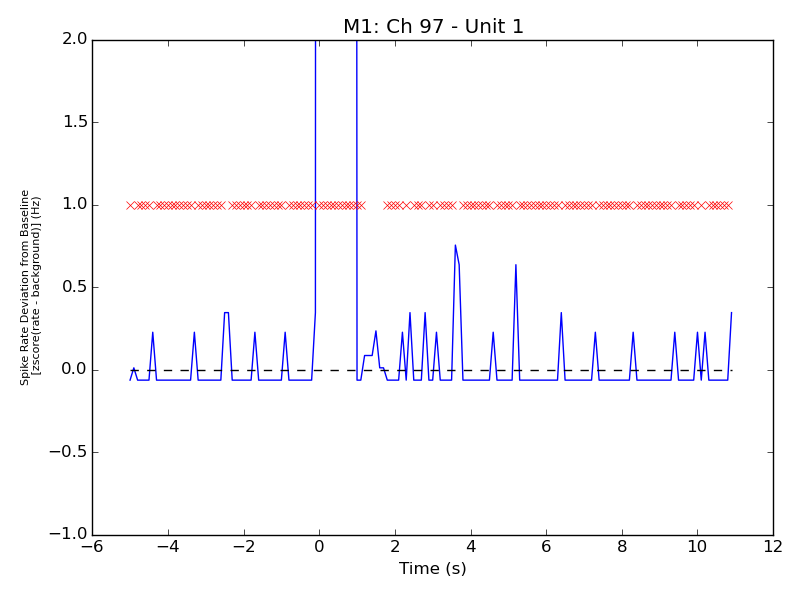 M1: Ch 97 - Unit 1
2.0
1.5
1.0
0.5
0.0
−0.5
−1.0
Spike Rate Deviation from Baseline
[zscore(rate - background)] (Hz)
−6 −4 −2 0 2 4 6 8 10 12
Time (s)